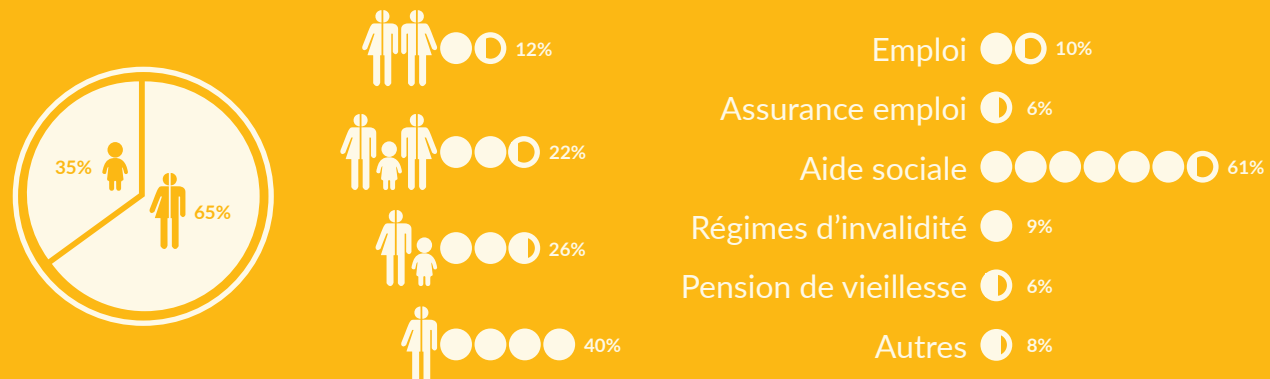 35%
65%
12%
22%
26%
40%
Emploi 10%
Assurance emploi 6%
Aide sociale 61%
Régimes d’invalidité 9%
Pension de vieillesse 6%
Autres 8%